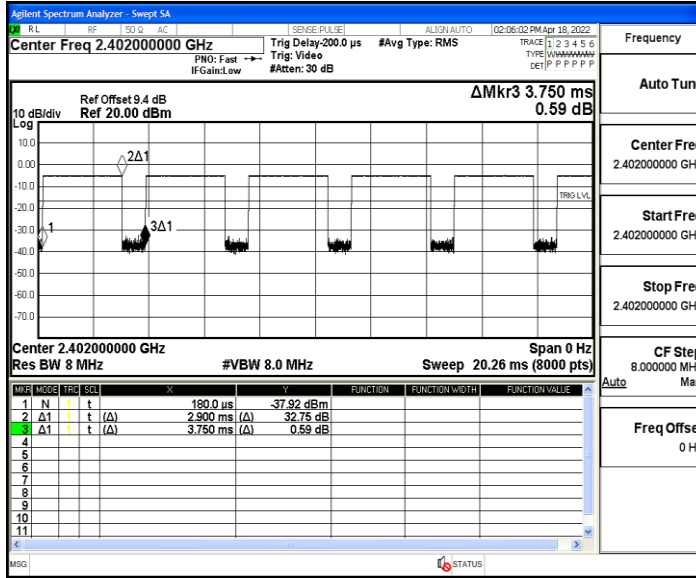 Agilent Spectrum Analyzer - Swept SA
LXI RL RF 50 Ω AC SENSE:PULSE ALIGN AUTO 02:06:02 PM Apr 18, 2022
Center Freq 2.402000000 GHz
PNO: Fast
IFGain:Low
Trig Delay-200.0 µs
Trig: Video
#Atten: 30 dB
#Avg Type: RMS
TRACE 1 2 3 4 5 6
TYPE
DET P P P P P P
Ref Offset 9.4 dB
Ref 20.00 dBm
10 dB/div
Log
ΔMkr3 3.750 ms
0.59 dB
10.0
0.00
-10.0
-20.0
-30.0
-40.0
-50.0
-60.0
-70.0
2Δ1
TRIG LVL
1
3Δ1
Center 2.402000000 GHz
Res BW 8 MHz
#VBW 8.0 MHz
Span 0 Hz
Sweep 20.26 ms (8000 pts)
MKR MODE TRC SCL X Y FUNCTION FUNCTION WIDTH FUNCTION VALUE
1 N 1 t 180.0 µs -37.92 dBm
2 Δ1 1 t (Δ) 2.900 ms (Δ) 32.75 dB
3 Δ1 1 t (Δ) 3.750 ms (Δ) 0.59 dB
4
5
6
7
8
9
10
11
MSG
STATUS
Frequency
Auto Tun
Center Fre
2.402000000 GH
Start Fre
2.402000000 GH
Stop Fre
2.402000000 GH
CF Ste
8.000000 MH
Auto Ma
Freq Offse
0 H